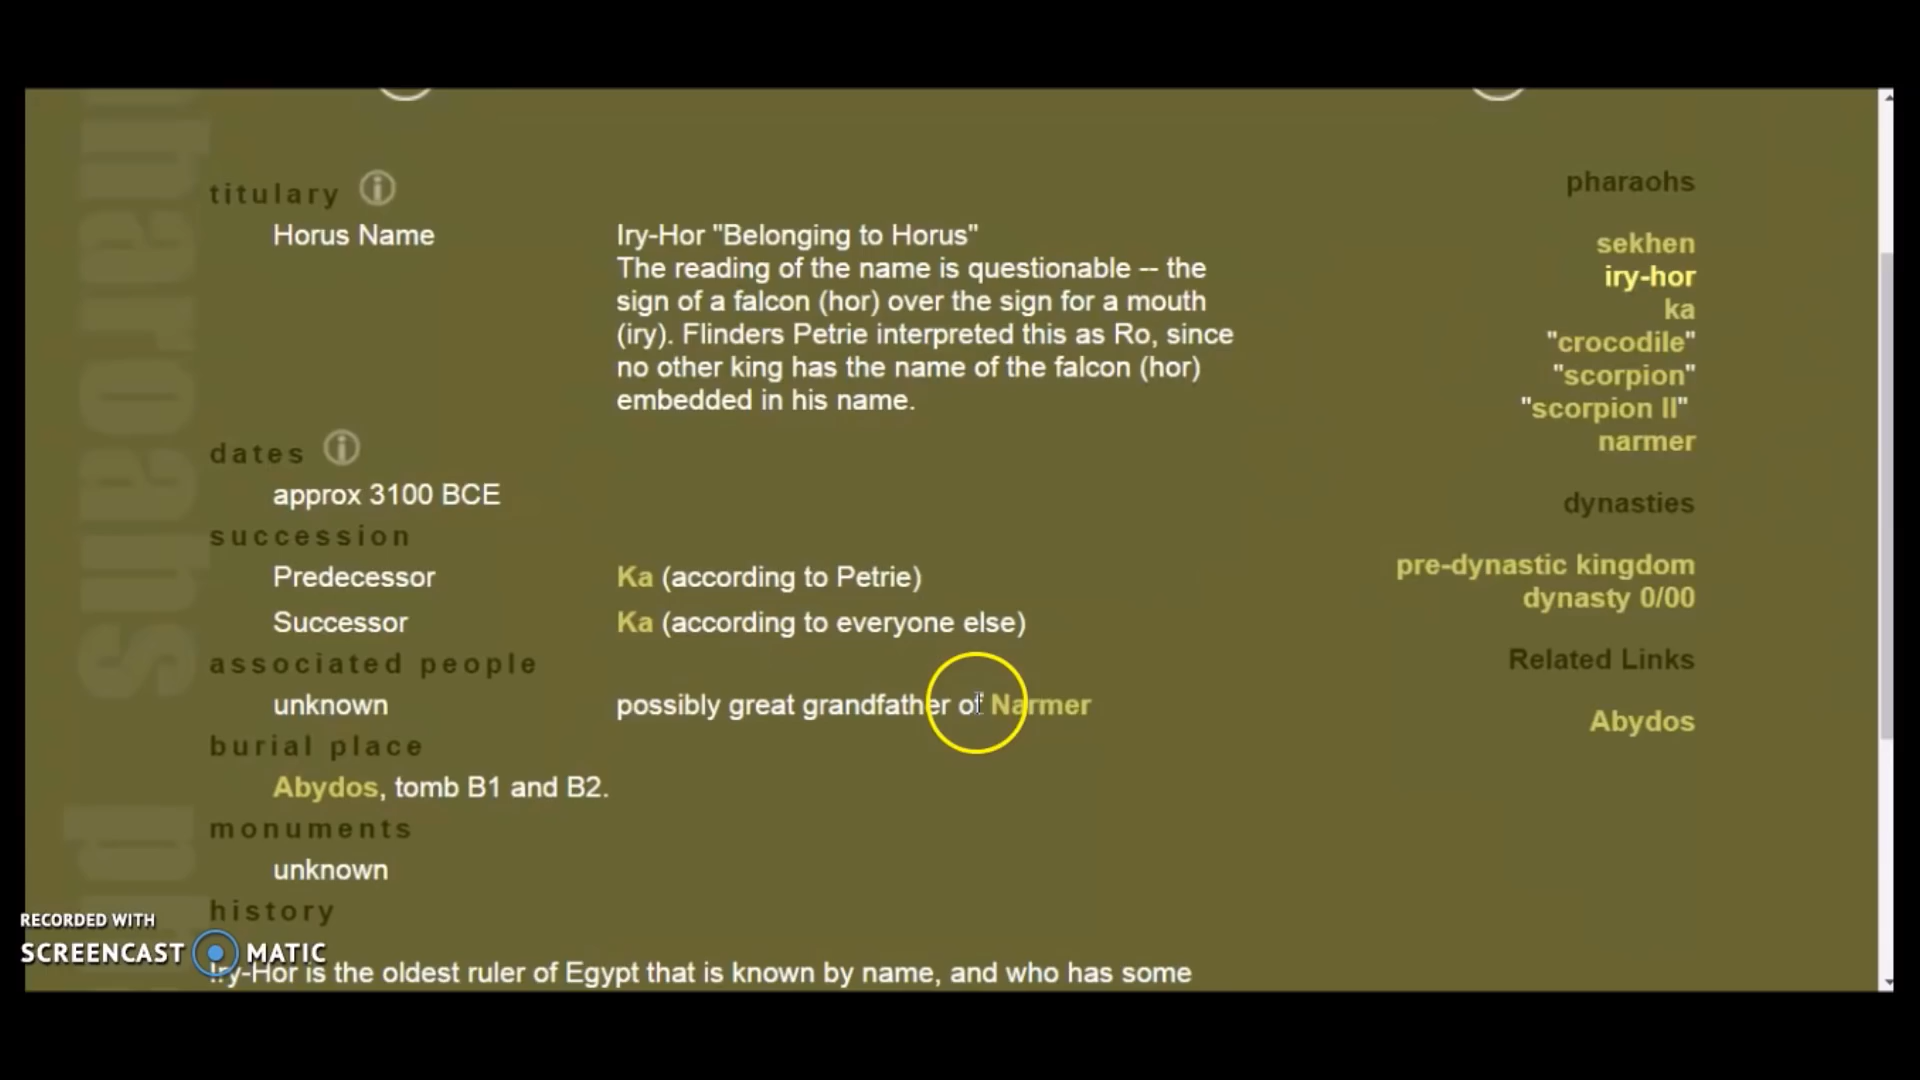 titulary
Horus Name
Iry-Hor "Belonging to Horus"
The reading of the name is questionable -- the
sign of a falcon (hor) over the sign for a mouth
(iry). Flinders Petrie interpreted this as Ro, since
no other king has the name of the falcon (hor)
embedded in his name.
dates
approx 3100 BCE
succession
Predecessor Ka (according to Petrie)
Successor Ka (according to everyone else)
associated people
unknown possibly great grandfather of Narmer
burial place
Abydos, tomb B1 and B2.
monuments
unknown
history
Iry-Hor is the oldest ruler of Egypt that is known by name, and who has some
pharaohs
sekhen
iry-hor
ka
"crocodile"
"scorpion"
"scorpion II"
narmer
dynasties
pre-dynastic kingdom
dynasty 0/00
Related Links
Abydos
pharaohs
RECORDED WITH
SCREENCAST MATIC